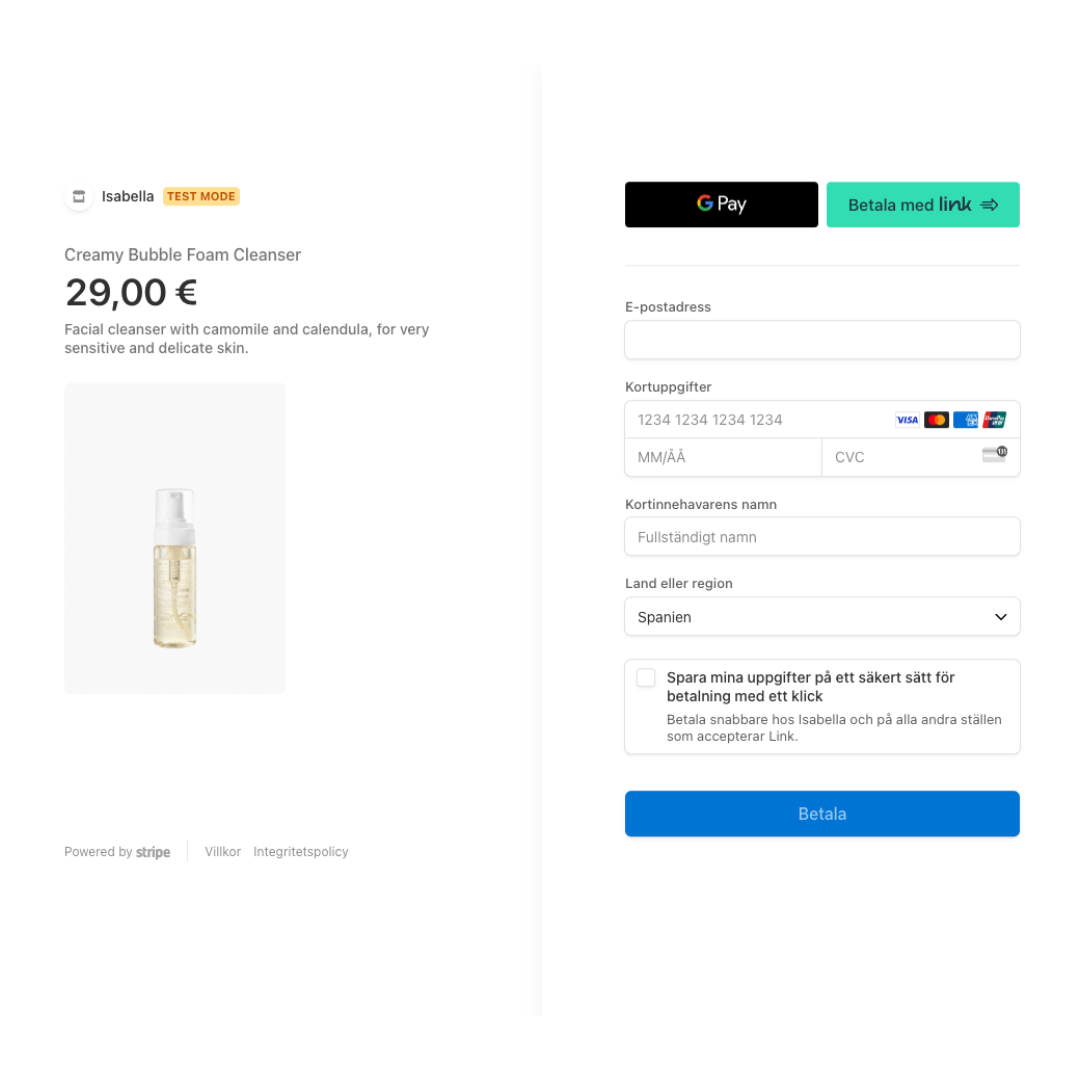 Isabella TEST MODE
Creamy Bubble Foam Cleanser
29,00 €
Facial cleanser with camomile and calendula, for very
sensitive and delicate skin.
Powered by stripe
Villkor Integritetspolicy
G Pay
Betala med link
E-postadress
Kortuppgifter
1234 1234 1234 1234
VISA
MM/ÅÅ
CVC
135
Kortinnehavarens namn
Fullständigt namn
Land eller region
Spanien
Spara mina uppgifter på ett säkert sätt för
betalning med ett klick
Betala snabbare hos Isabella och på alla andra ställen
som accepterar Link.
Betala